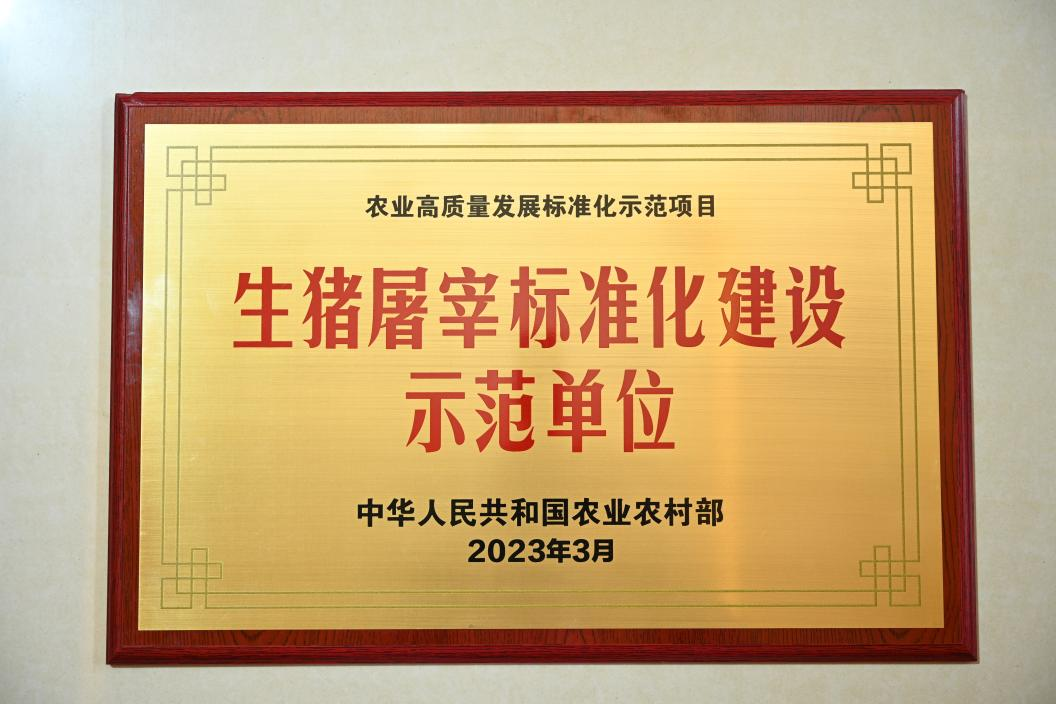 农业高质量发展标准化示范项目
生猪屠宰标准化建设
示范单位
中华人民共和国农业农村部
2023年3月